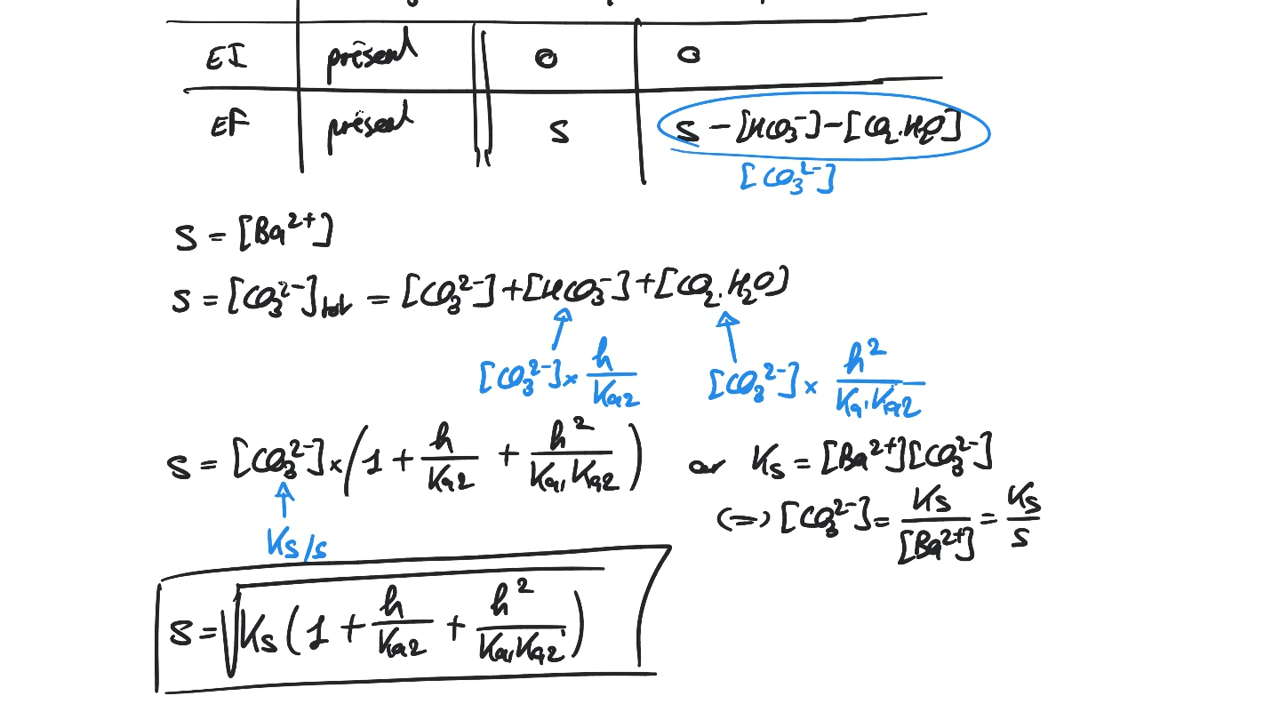 EI présent 0 0
EF présent s s - [HCO₃⁻] - [CO₂.H₂O]
[CO₃²⁻]
s = [Ba²⁺]
s = [CO₃²⁻]tot = [CO₃²⁻] + [HCO₃⁻] + [CO₂.H₂O]
[CO₃²⁻] × h/Ka2 [CO₃²⁻] × h²/Ka1Ka2
s = [CO₃²⁻] × (1 + h/Ka2 + h²/Ka1Ka2) or Ks = [Ba²⁺][CO₃²⁻]
(=) [CO₃²⁻] = Ks/[Ba²⁺] = Ks/s
Ks/s
s = √(Ks (1 + h/Ka2 + h²/Ka1Ka2))